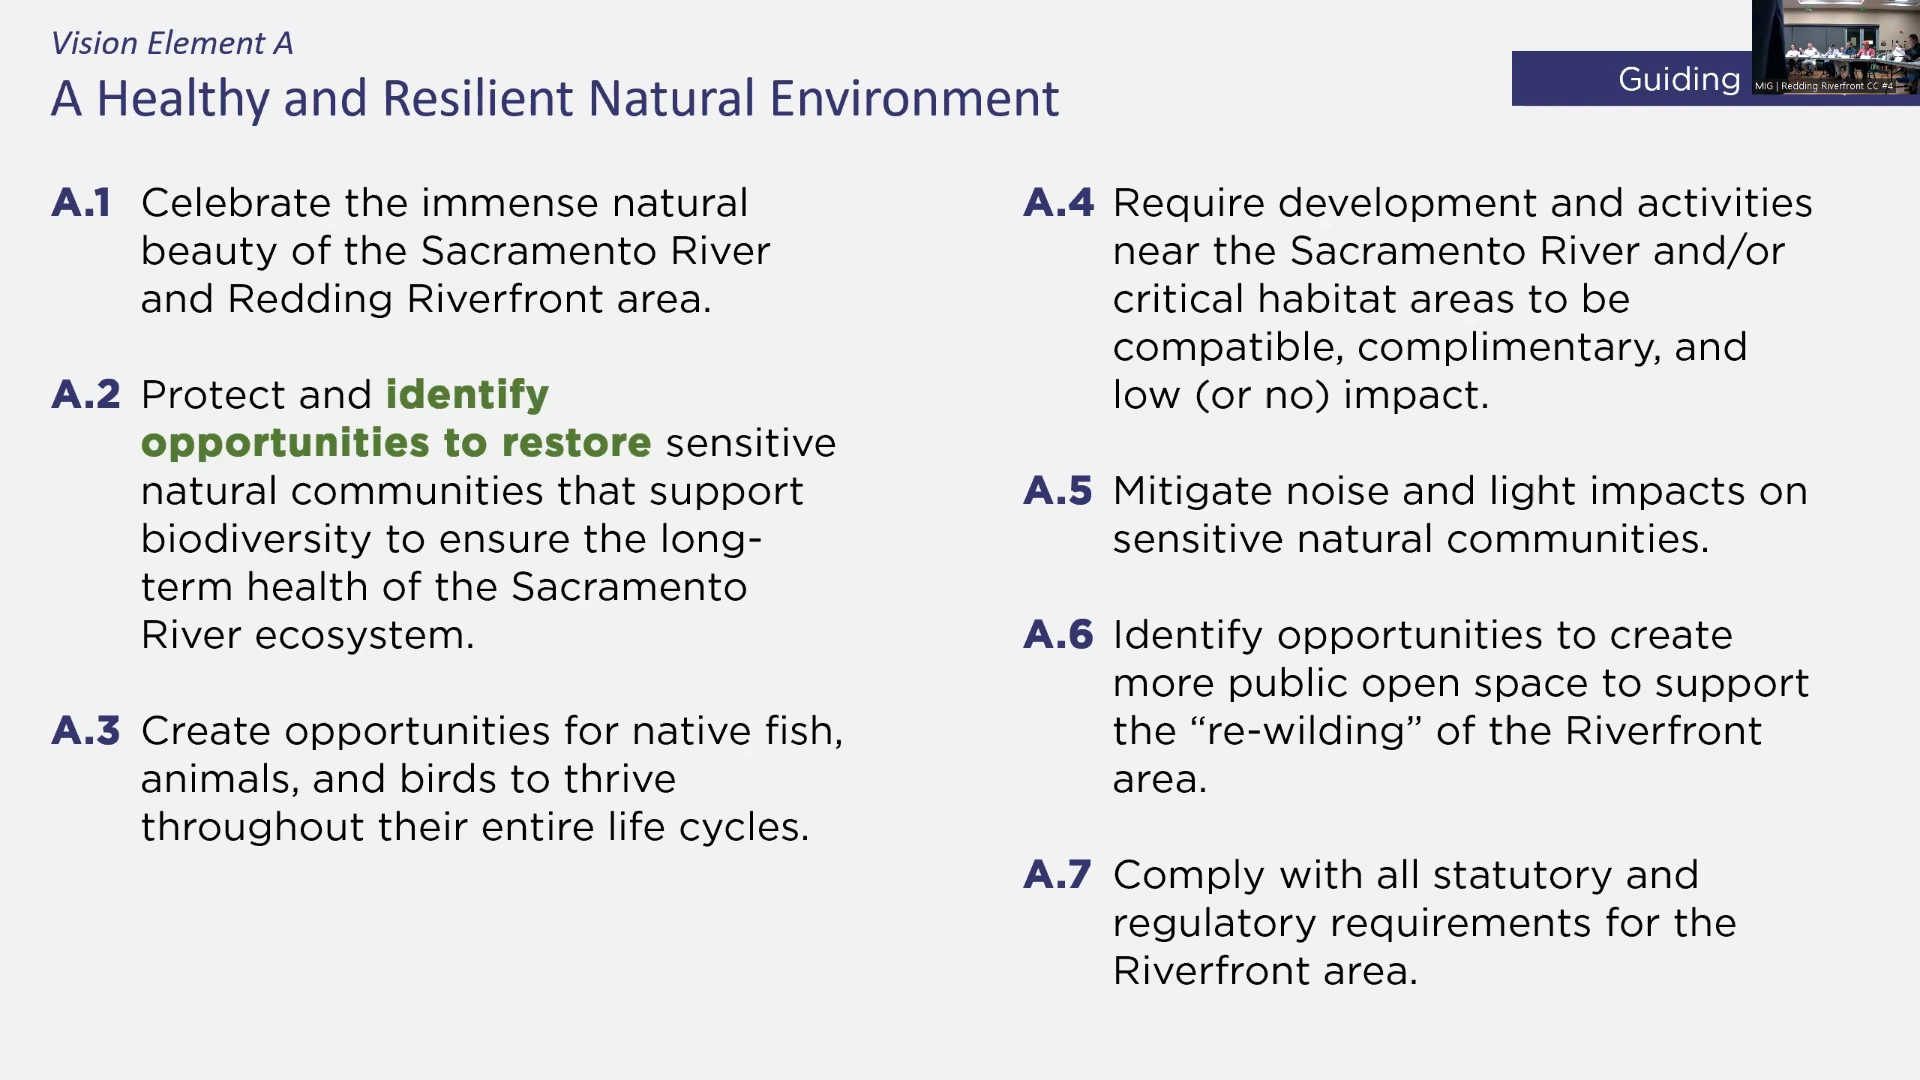 Vision Element A
A Healthy and Resilient Natural Environment
Guiding
MIG | Redding Riverfront CC #4
A.1 Celebrate the immense natural
beauty of the Sacramento River
and Redding Riverfront area.
A.2 Protect and identify
opportunities to restore sensitive
natural communities that support
biodiversity to ensure the long-
term health of the Sacramento
River ecosystem.
A.3 Create opportunities for native fish,
animals, and birds to thrive
throughout their entire life cycles.
A.4 Require development and activities
near the Sacramento River and/or
critical habitat areas to be
compatible, complimentary, and
low (or no) impact.
A.5 Mitigate noise and light impacts on
sensitive natural communities.
A.6 Identify opportunities to create
more public open space to support
the “re-wilding” of the Riverfront
area.
A.7 Comply with all statutory and
regulatory requirements for the
Riverfront area.